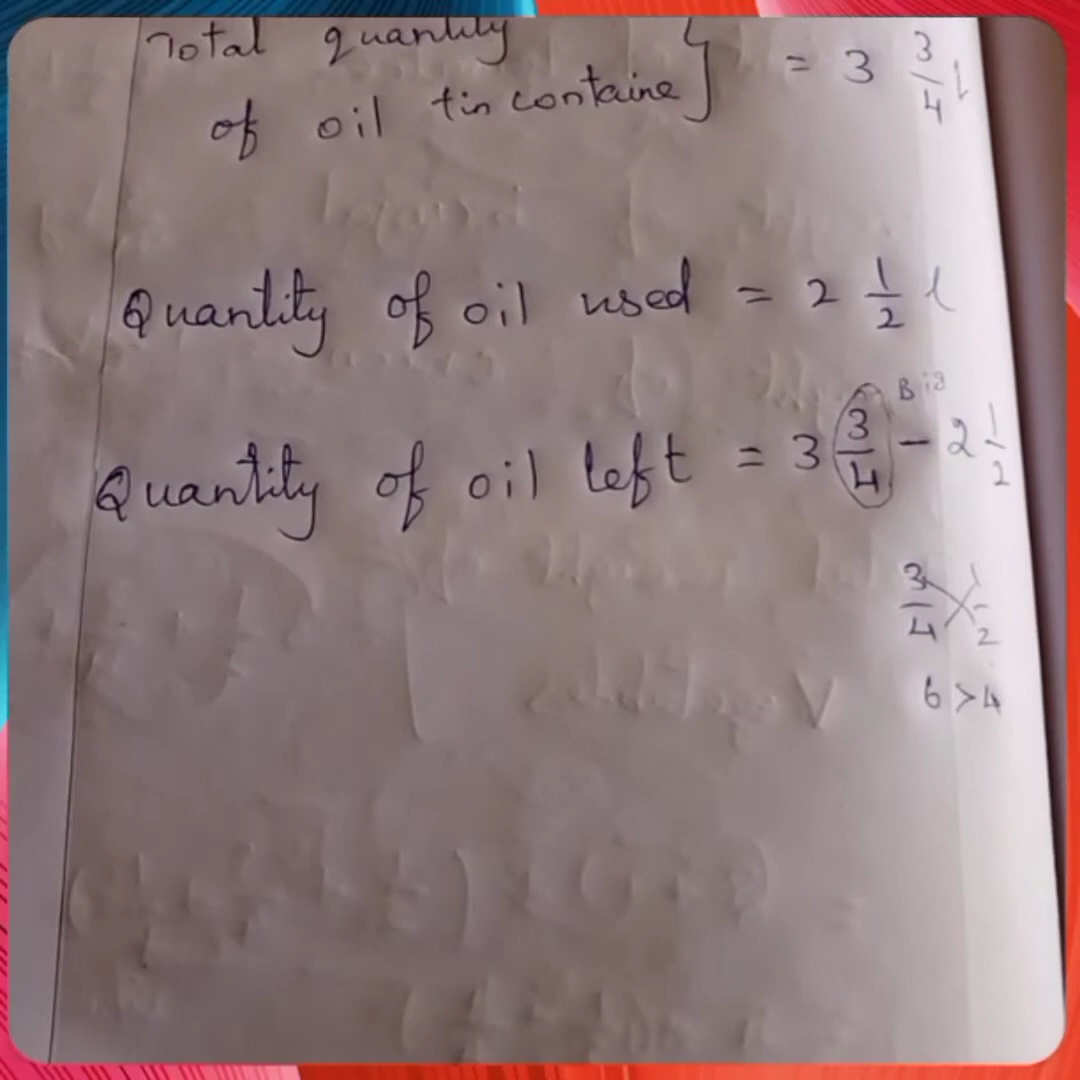 Total quantity
of oil tin containe } = 3 3/4 l
Quantity of oil used = 2 1/2 l
Big
Quantity of oil left = 3 3/4 - 2 1/2
3/4 1/2
6 > 4